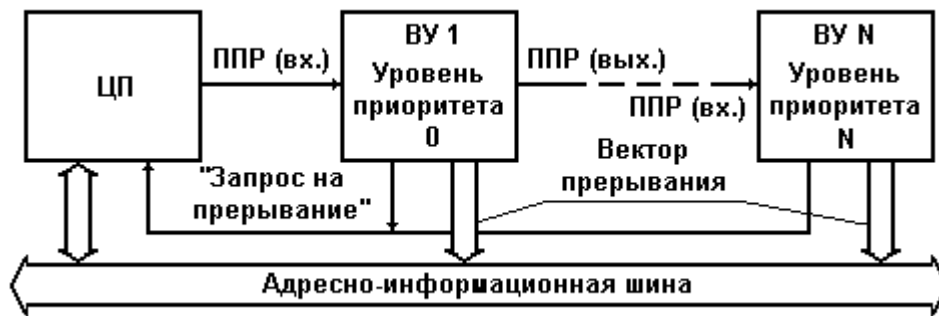 ЦП
ППР (вх.)
ВУ 1
Уровень
приоритета
0
ППР (вых.)
ППР (вх.)
ВУ N
Уровень
приоритета
N
"Запрос на
прерывание"
Вектор
прерывания
Адресно-информационная шина